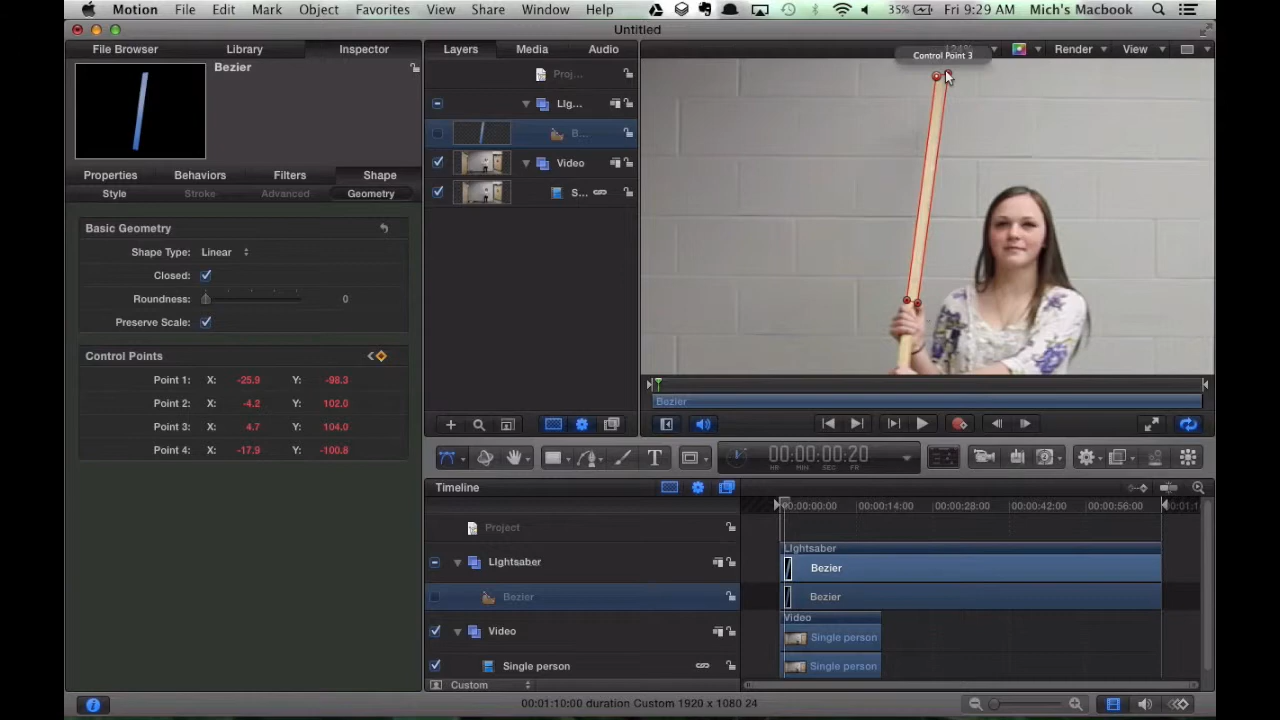 Motion File Edit Mark Object Favorites View Share Window Help 35% Fri 9:29 AM Mich's Macbook
Untitled
File Browser Library Inspector Layers Media Audio Render View
Control Point 3
Bezier
Proj...
LIg...
B...
Video
S...
Properties Behaviors Filters Shape
Style Stroke Advanced Geometry
Basic Geometry
Shape Type: Linear
Closed:
Roundness: 0
Preserve Scale:
Control Points
Point 1: X: -25.9 Y: -98.3
Point 2: X: -4.2 Y: 102.0
Point 3: X: 4.7 Y: 104.0
Point 4: X: -17.9 Y: -100.8
Bezier
T 00:00:00:20
HR MIN SEC FR
Timeline
00:00:00:00 00:00:14:00 00:00:28:00 00:00:42:00 00:00:56:00
Project
LIghtsaber
LIghtsaber
Bezier
Bezier
Bezier
Video
Video
Single person
Single person
Single person
Custom
00:01:10:00 duration Custom 1920 x 1080 24